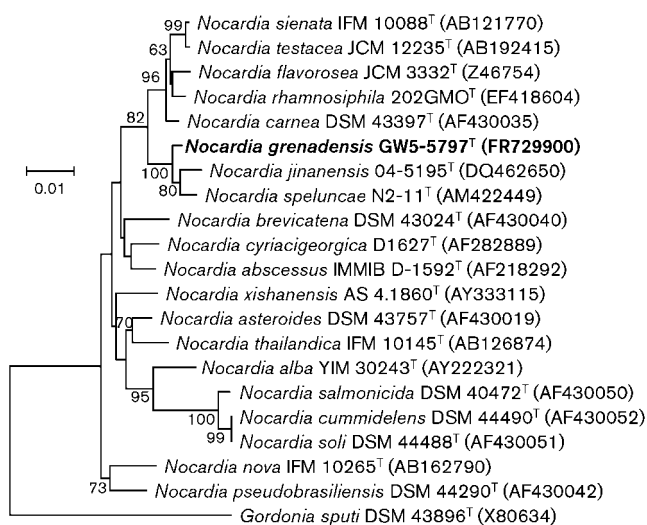 99 Nocardia sienata IFM 10088ᵀ (AB121770)
Nocardia testacea JCM 12235ᵀ (AB192415)
63
Nocardia flavorosea JCM 3332ᵀ (Z46754)
96
Nocardia rhamnosiphila 202GMOᵀ (EF418604)
82 Nocardia carnea DSM 43397ᵀ (AF430035)
Nocardia grenadensis GW5-5797ᵀ (FR729900)
100 Nocardia jinanensis 04-5195ᵀ (DQ462650)
0.01
80 Nocardia speluncae N2-11ᵀ (AM422449)
Nocardia brevicatena DSM 43024ᵀ (AF430040)
Nocardia cyriacigeorgica D1627ᵀ (AF282889)
Nocardia abscessus IMMIB D-1592ᵀ (AF218292)
Nocardia xishanensis AS 4.1860ᵀ (AY333115)
70 Nocardia asteroides DSM 43757ᵀ (AF430019)
Nocardia thailandica IFM 10145ᵀ (AB126874)
Nocardia alba YIM 30243ᵀ (AY222321)
95 Nocardia salmonicida DSM 40472ᵀ (AF430050)
100 Nocardia cummidelens DSM 44490ᵀ (AF430052)
99 Nocardia soli DSM 44488ᵀ (AF430051)
Nocardia nova IFM 10265ᵀ (AB162790)
73 Nocardia pseudobrasiliensis DSM 44290ᵀ (AF430042)
Gordonia sputi DSM 43896ᵀ (X80634)